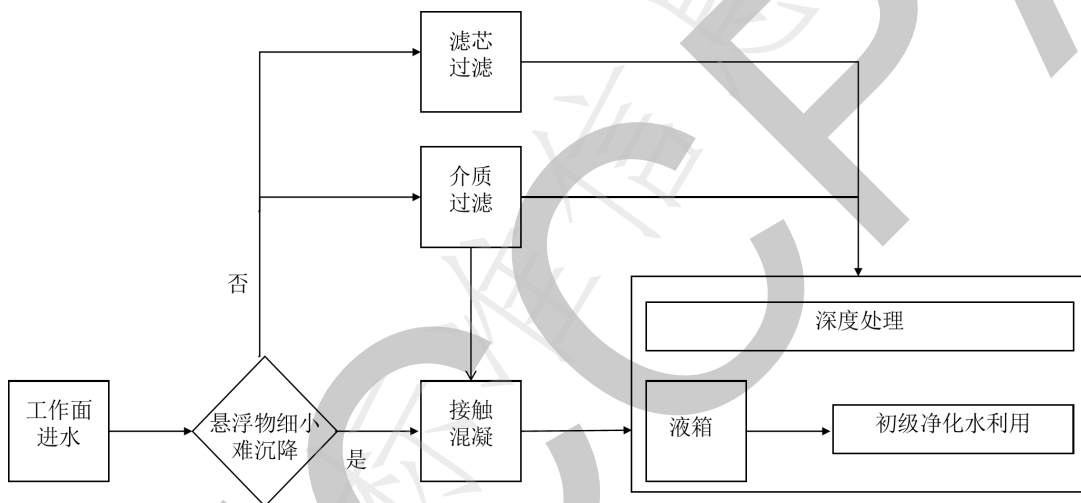 滤芯
过滤
介质
过滤
否
深度处理
工作面
进水
悬浮物细小
难沉降
是
接触
混凝
液箱
初级净化水利用